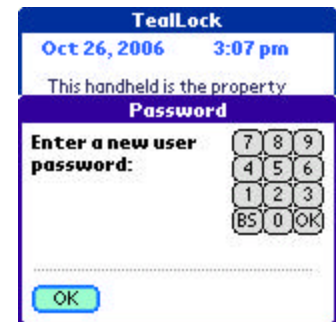 TealLock
Oct 26, 2006 3:07 pm
This handheld is the property
Password
Enter a new user
password:
7 8 9
4 5 6
1 2 3
BS 0 OK
OK